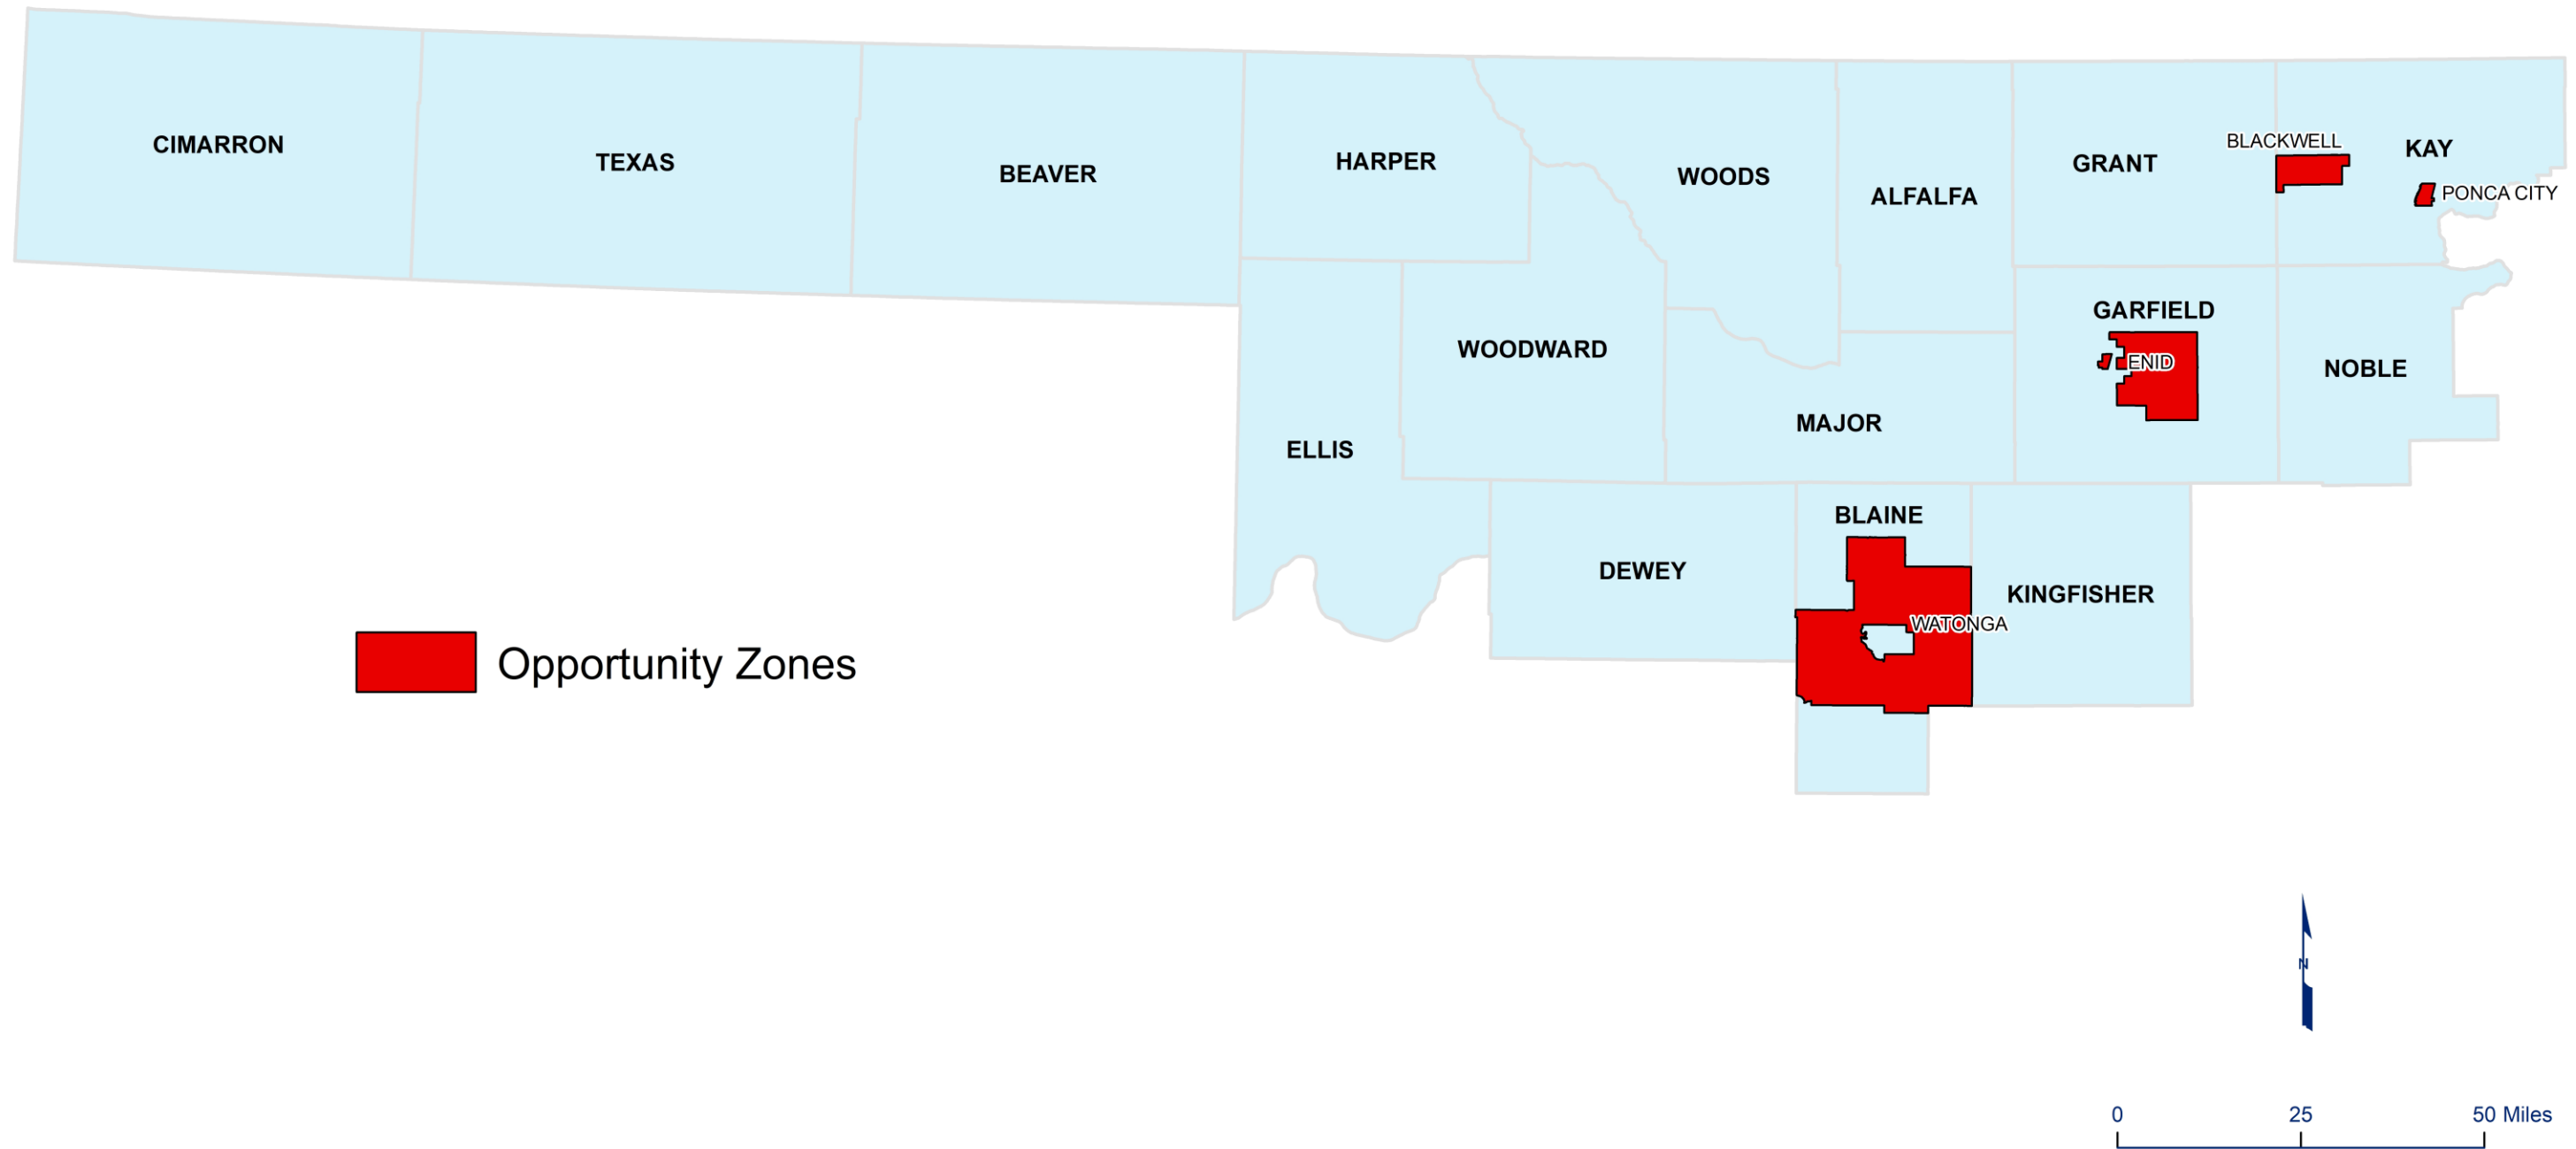 CIMARRON
TEXAS
BEAVER
HARPER
WOODS
ALFALFA
GRANT
BLACKWELL
KAY
PONCA CITY
GARFIELD
ENID
NOBLE
WOODWARD
MAJOR
ELLIS
BLAINE
DEWEY
KINGFISHER
WATONGA
Opportunity Zones
N
0 25 50 Miles